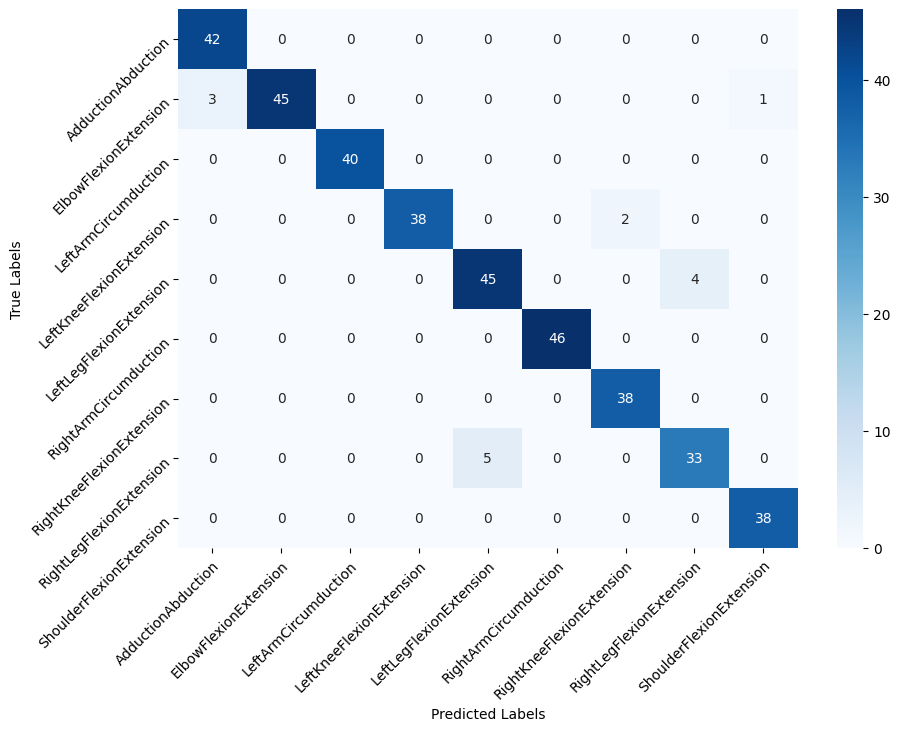 True Labels
AdductionAbduction 42 0 0 0 0 0 0 0 0
ElbowFlexionExtension 3 45 0 0 0 0 0 0 1
LeftArmCircumduction 0 0 40 0 0 0 0 0 0
LeftKneeFlexionExtension 0 0 0 38 0 0 2 0 0
LeftLegFlexionExtension 0 0 0 0 45 0 0 4 0
RightArmCircumduction 0 0 0 0 0 46 0 0 0
RightKneeFlexionExtension 0 0 0 0 0 0 38 0 0
RightLegFlexionExtension 0 0 0 0 5 0 0 33 0
ShoulderFlexionExtension 0 0 0 0 0 0 0 0 38
AdductionAbduction
ElbowFlexionExtension
LeftArmCircumduction
LeftKneeFlexionExtension
LeftLegFlexionExtension
RightArmCircumduction
RightKneeFlexionExtension
RightLegFlexionExtension
ShoulderFlexionExtension
Predicted Labels
40
30
20
10
0